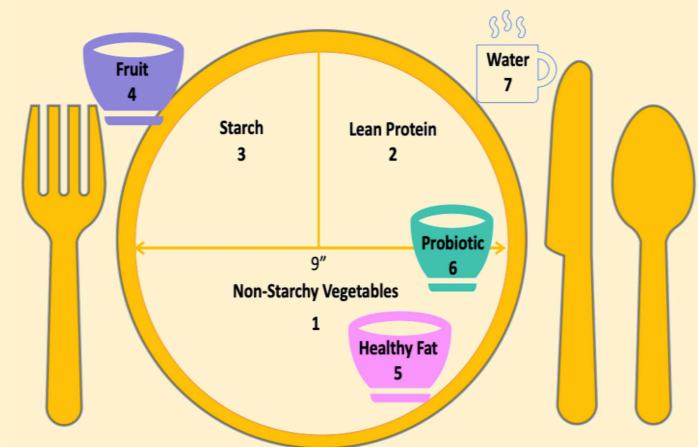 Fruit
4
Water
7
Starch
3
Lean Protein
2
Probiotic
6
9”
Non-Starchy Vegetables
1
Healthy Fat
5